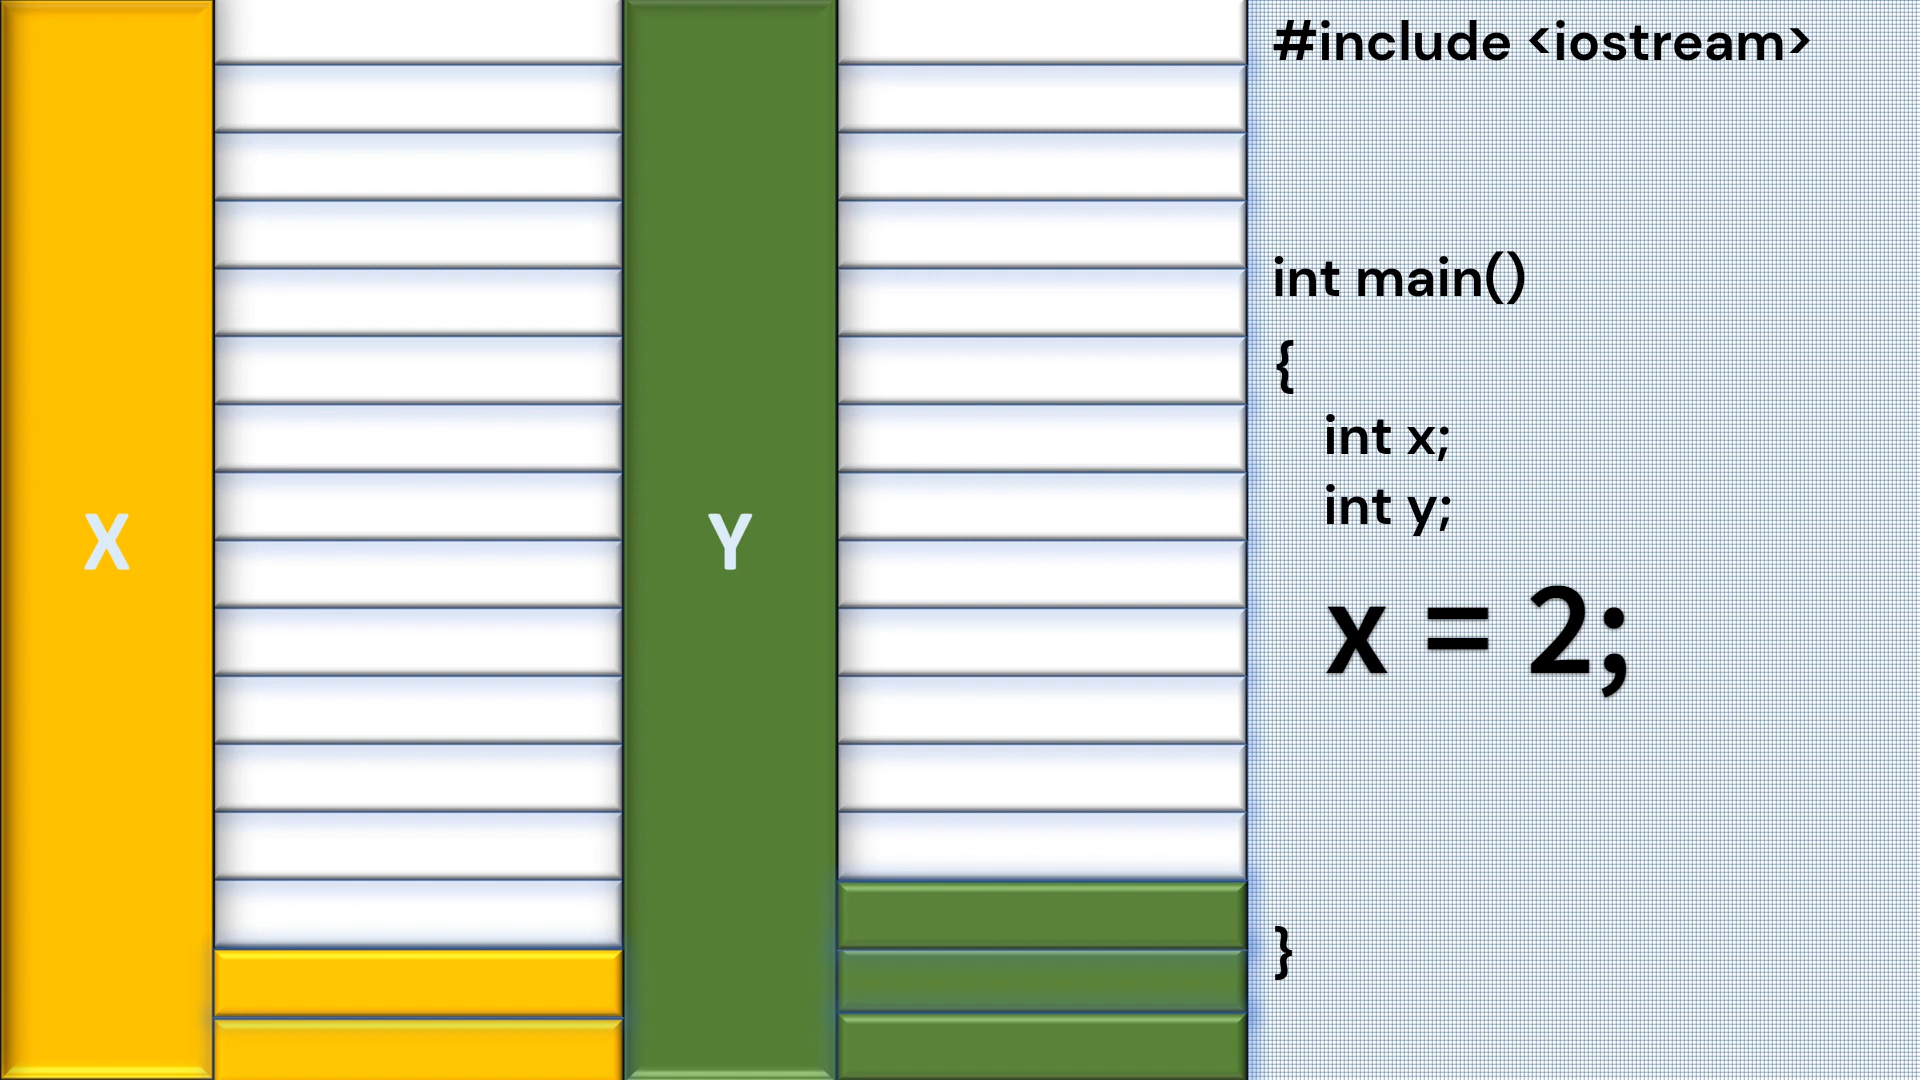 X
Y
#include <iostream>
int main()
{
int x;
int y;
x = 2;
}